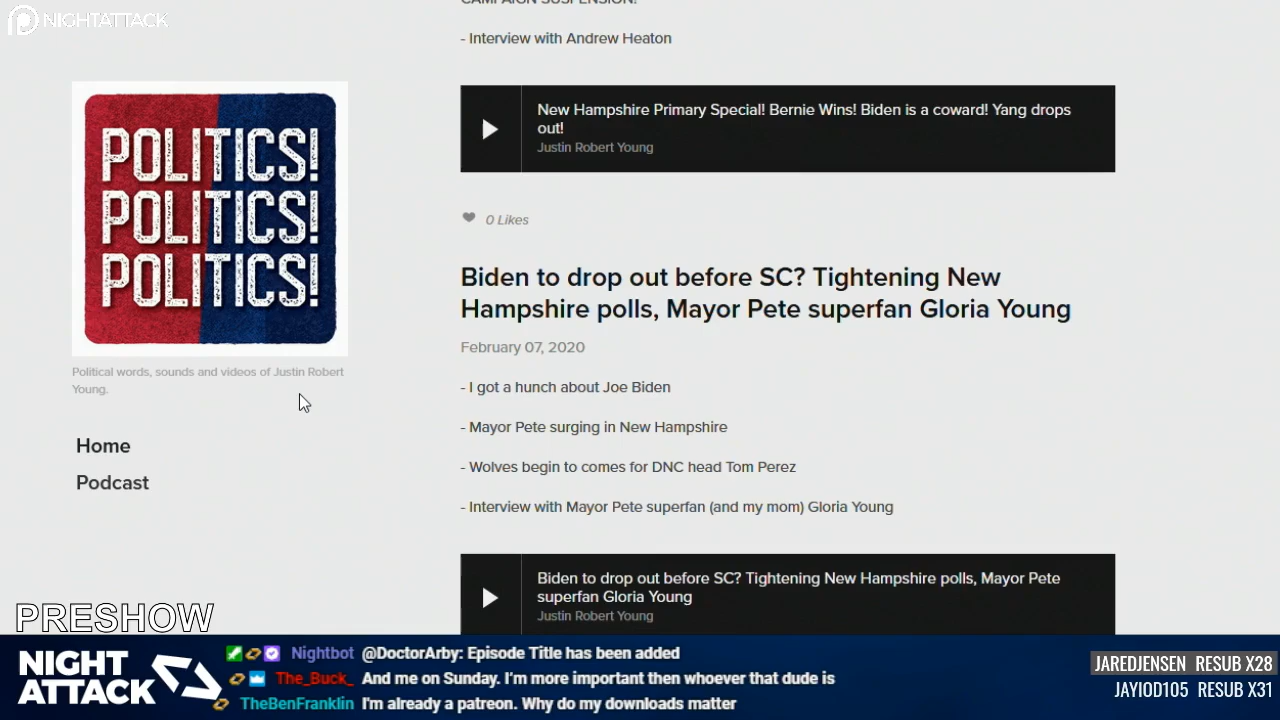 NIGHTATTACK
CAMPAIGN SUSPENSION!
- Interview with Andrew Heaton
New Hampshire Primary Special! Bernie Wins! Biden is a coward! Yang drops
out!
Justin Robert Young
0 Likes
POLITICS!
POLITICS!
POLITICS!
Political words, sounds and videos of Justin Robert
Young.
Home
Podcast
Biden to drop out before SC? Tightening New
Hampshire polls, Mayor Pete superfan Gloria Young
February 07, 2020
- I got a hunch about Joe Biden
- Mayor Pete surging in New Hampshire
- Wolves begin to comes for DNC head Tom Perez
- Interview with Mayor Pete superfan (and my mom) Gloria Young
Biden to drop out before SC? Tightening New Hampshire polls, Mayor Pete
superfan Gloria Young
Justin Robert Young
PRESHOW
NIGHT
ATTACK
Nightbot @DoctorArby: Episode Title has been added
The_Buck_ And me on Sunday. I'm more important then whoever that dude is
TheBenFranklin I'm already a patreon. Why do my downloads matter
JAREDJENSEN RESUB X28
JAYIOD105 RESUB X31